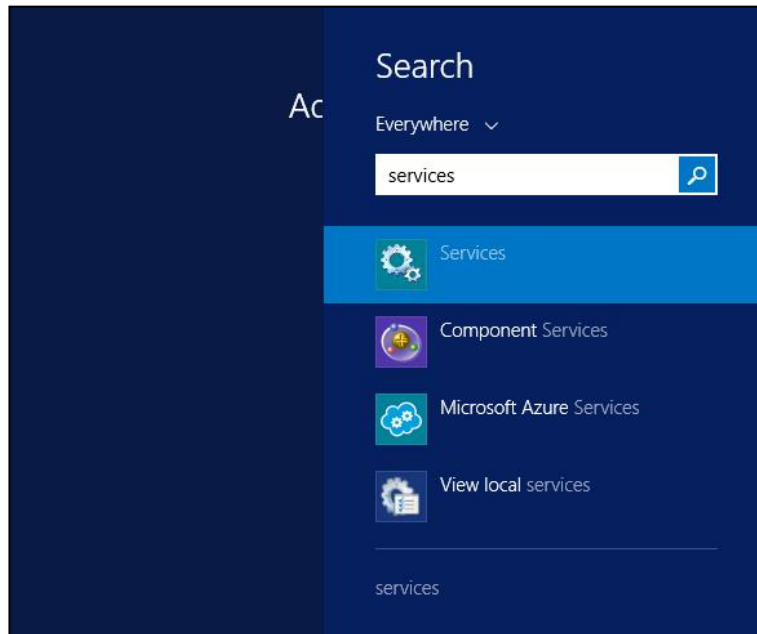 Search
Ac
Everywhere
services
Services
Component Services
Microsoft Azure Services
View local services
services